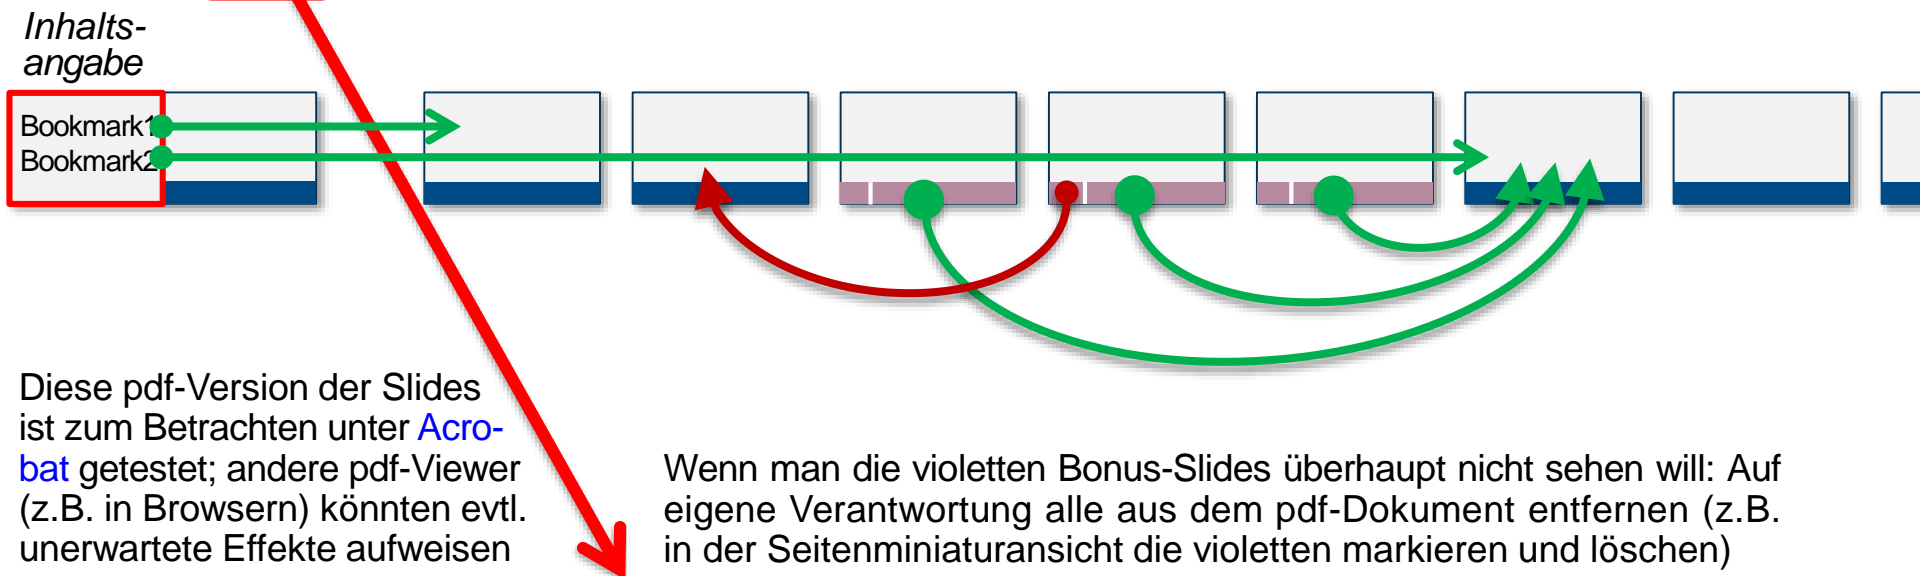 Inhalts-
angabe
Bookmark1
Bookmark2
Diese pdf-Version der Slides
ist zum Betrachten unter Acro-
bat getestet; andere pdf-Viewer
(z.B. in Browsern) könnten evtl.
unerwartete Effekte aufweisen
Wenn man die violetten Bonus-Slides überhaupt nicht sehen will: Auf
eigene Verantwortung alle aus dem pdf-Dokument entfernen (z.B.
in der Seitenminiaturansicht die violetten markieren und löschen)